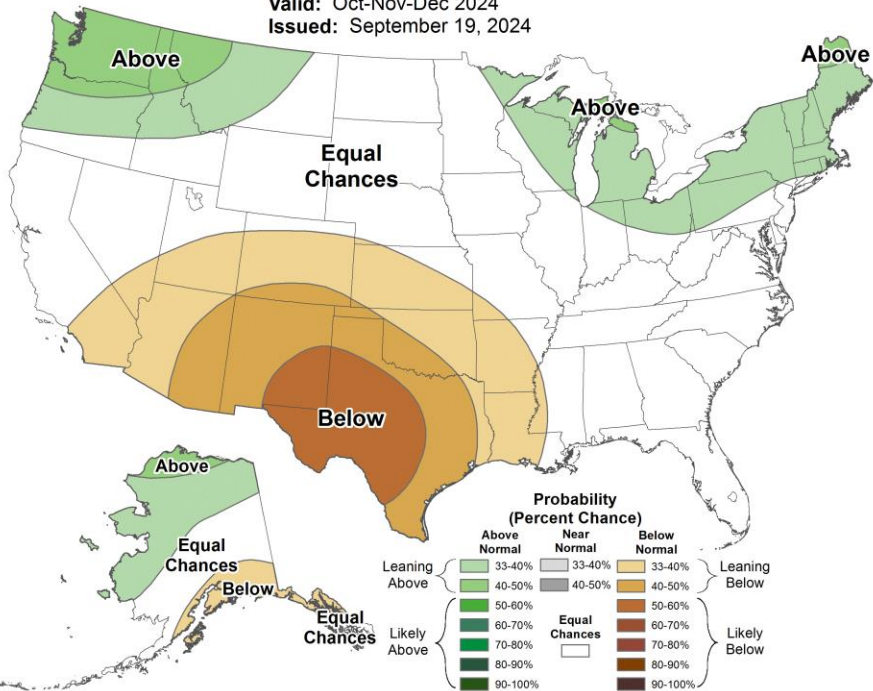 Valid: Oct-Nov-Dec 2024
Issued: September 19, 2024
Above
Above
Above
Equal
Chances
Below
Above
Equal
Chances
Below
Equal
Chances
Probability
(Percent Chance)
Above
Normal
Near
Normal
Below
Normal
Leaning
Above
33-40%
33-40%
33-40%
Leaning
Below
40-50%
40-50%
40-50%
Likely
Above
50-60%
60-70%
70-80%
80-90%
90-100%
Equal
Chances
50-60%
60-70%
70-80%
80-90%
90-100%
Likely
Below